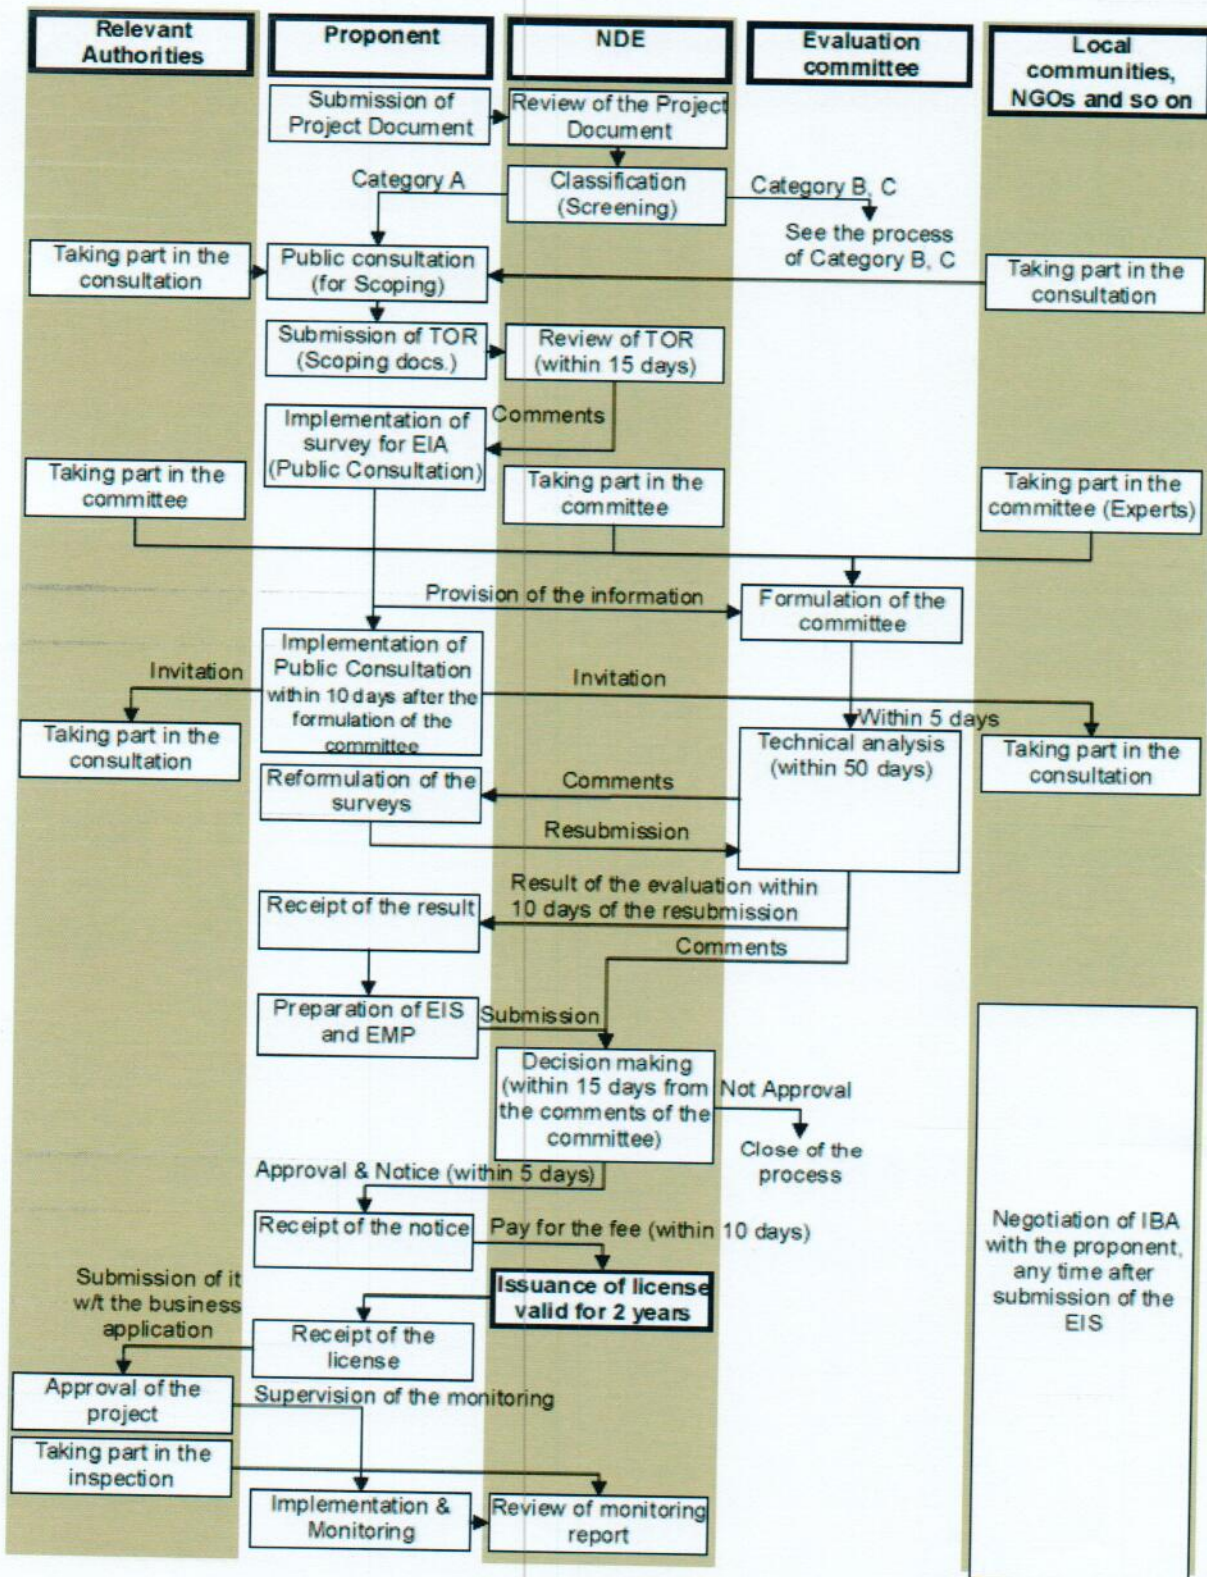 Relevant
Authorities
Proponent
NDE
Evaluation
committee
Local
communities,
NGOs and so on
Submission of
Project Document
Review of the Project
Document
Category A
Classification
(Screening)
Category B, C
See the process
of Category B, C
Taking part in the
consultation
Public consultation
(for Scoping)
Taking part in the
consultation
Submission of TOR
(Scoping docs.)
Review of TOR
(within 15 days)
Comments
Implementation of
survey for EIA
(Public Consultation)
Taking part in the
committee
Taking part in the
committee
Taking part in the
committee (Experts)
Provision of the information
Formulation of the
committee
Implementation of
Public Consultation
within 10 days after the
formulation of the
committee
Invitation
Invitation
Taking part in the
consultation
Within 5 days
Technical analysis
(within 50 days)
Taking part in the
consultation
Reformulation of the
surveys
Comments
Resubmission
Result of the evaluation within
10 days of the resubmission
Receipt of the result
Comments
Preparation of EIS
and EMP
Submission
Decision making
(within 15 days from
the comments of the
committee)
Not Approval
Close of the
process
Approval & Notice (within 5 days)
Receipt of the notice
Pay for the fee (within 10 days)
Negotiation of IBA
with the proponent,
any time after
submission of the
EIS
Submission of it
w/t the business
application
Issuance of license
valid for 2 years
Receipt of the
license
Approval of the
project
Supervision of the monitoring
Taking part in the
inspection
Implementation &
Monitoring
Review of monitoring
report